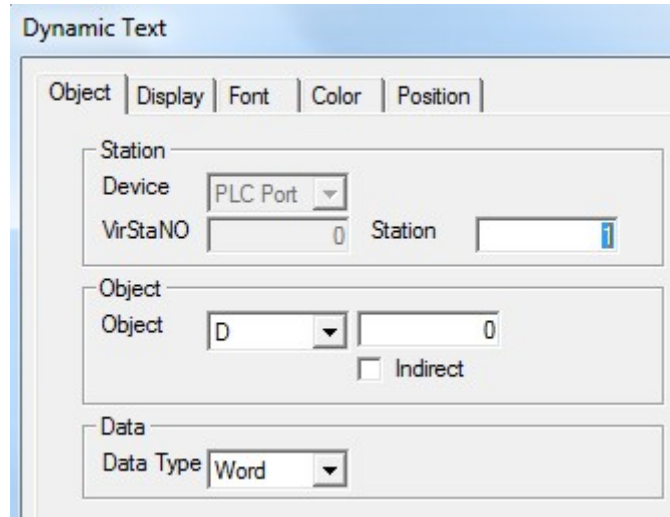 Dynamic Text
Object Display Font Color Position
Station
Device PLC Port
VirStaNO 0 Station 1
Object
Object D 0
Indirect
Data
Data Type Word